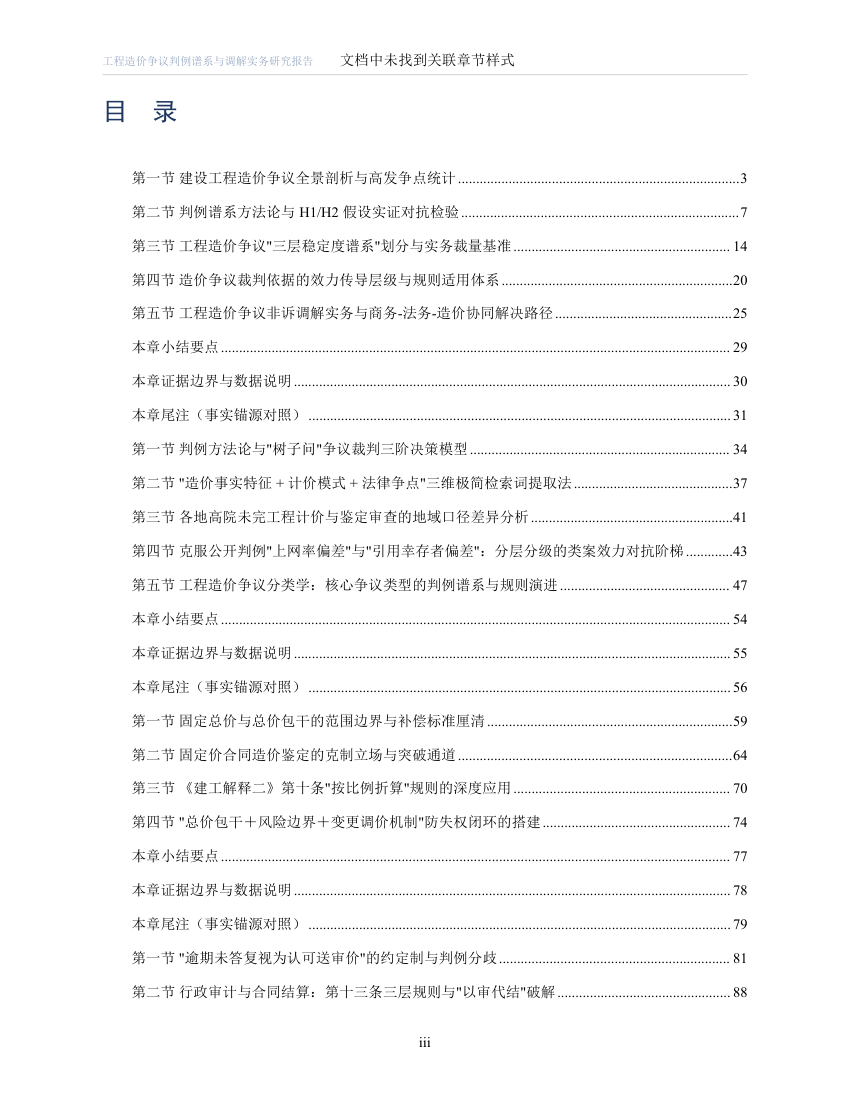 工程造价争议判例谱系与调解实务研究报告 文档中未找到关联章节样式
目 录
第一节 建设工程造价争议全景剖析与高发争点统计 3
第二节 判例谱系方法论与 H1/H2 假设实证对抗检验 7
第三节 工程造价争议"三层稳定度谱系"划分与实务裁量基准 14
第四节 造价争议裁判依据的效力传导层级与规则适用体系 20
第五节 工程造价争议非诉调解实务与商务-法务-造价协同解决路径 25
本章小结要点 29
本章证据边界与数据说明 30
本章尾注（事实锚源对照） 31
第一节 判例方法论与"树子问"争议裁判三阶决策模型 34
第二节 "造价事实特征 + 计价模式 + 法律争点"三维极简检索词提取法 37
第三节 各地高院未完工程计价与鉴定审查的地域口径差异分析 41
第四节 克服公开判例"上网率偏差"与"引用幸存者偏差"：分层分级的类案效力对抗阶梯 43
第五节 工程造价争议分类学：核心争议类型的判例谱系与规则演进 47
本章小结要点 54
本章证据边界与数据说明 55
本章尾注（事实锚源对照） 56
第一节 固定总价与总价包干的范围边界与补偿标准厘清 59
第二节 固定价合同造价鉴定的克制立场与突破通道 64
第三节 《建工解释二》第十条"按比例折算"规则的深度应用 70
第四节 "总价包干＋风险边界＋变更调价机制"防失权闭环的搭建 74
本章小结要点 77
本章证据边界与数据说明 78
本章尾注（事实锚源对照） 79
第一节 "逾期未答复视为认可送审价"的约定制与判例分歧 81
第二节 行政审计与合同结算：第十三条三层规则与"以审代结"破解 88
iii